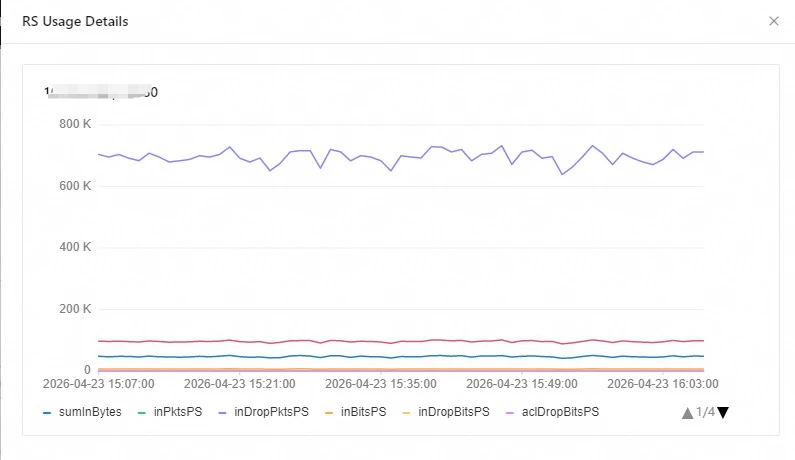 RS Usage Details
800 K
600 K
400 K
200 K
0
2026-04-23 15:07:00 2026-04-23 15:21:00 2026-04-23 15:35:00 2026-04-23 15:49:00 2026-04-23 16:03:00
sumInBytes inPktsPS inDropPktsPS inBitsPS inDropBitsPS aclDropBitsPS 1/4